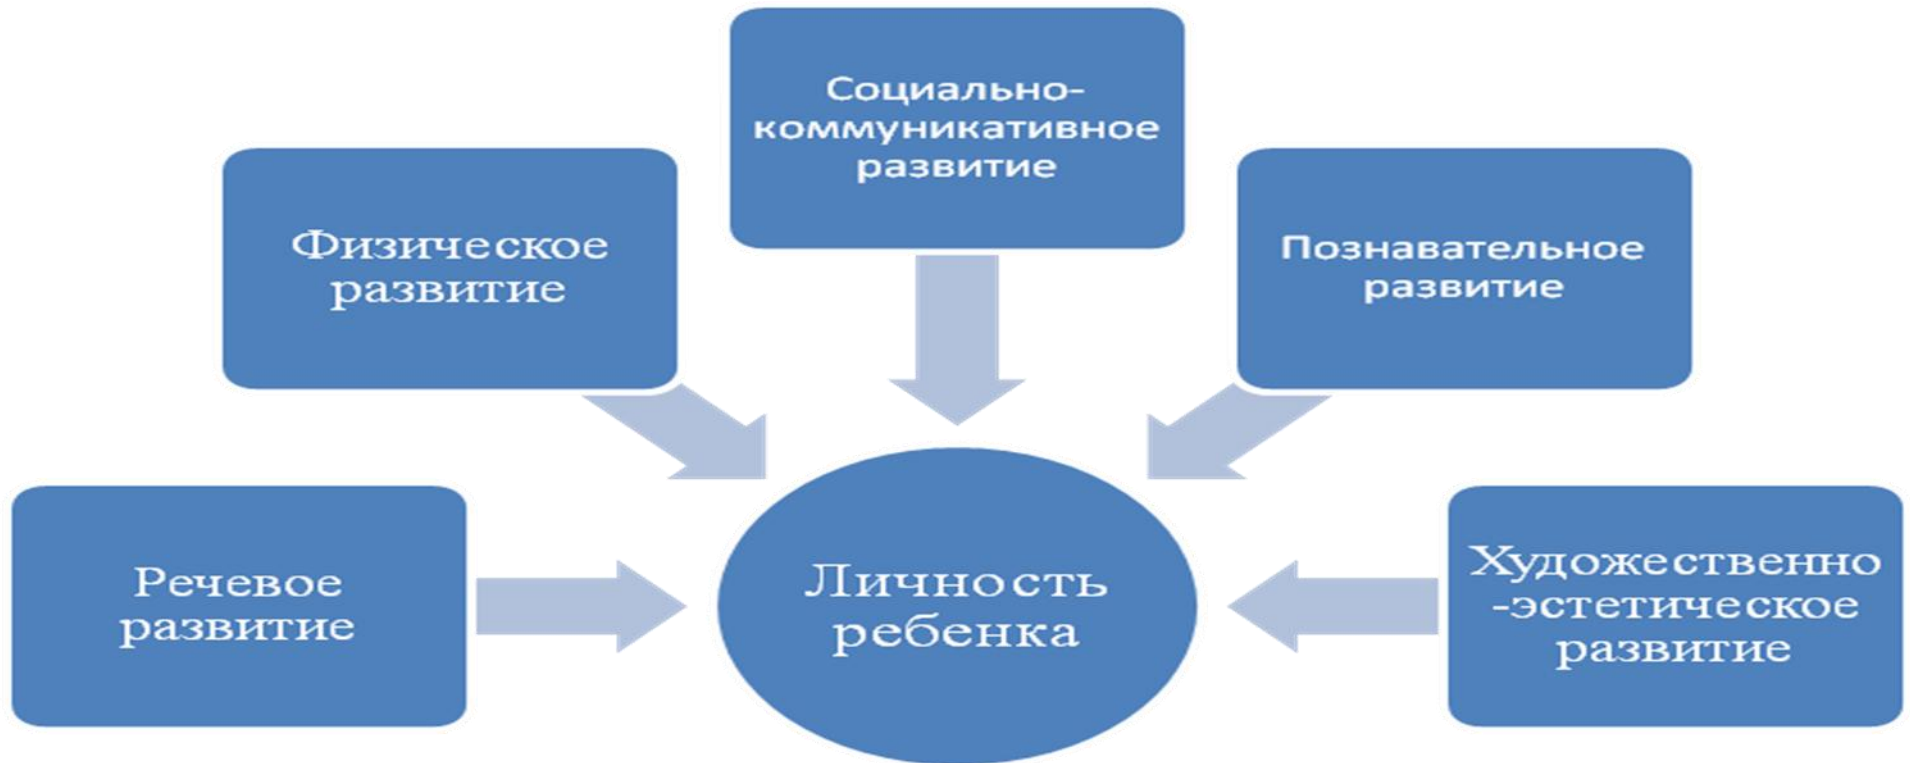 Социально-
коммуникативное
развитие
Физическое
развитие
Познавательное
развитие
Речевое
развитие
Личность
ребенка
Художественно
-эстетическое
развитие